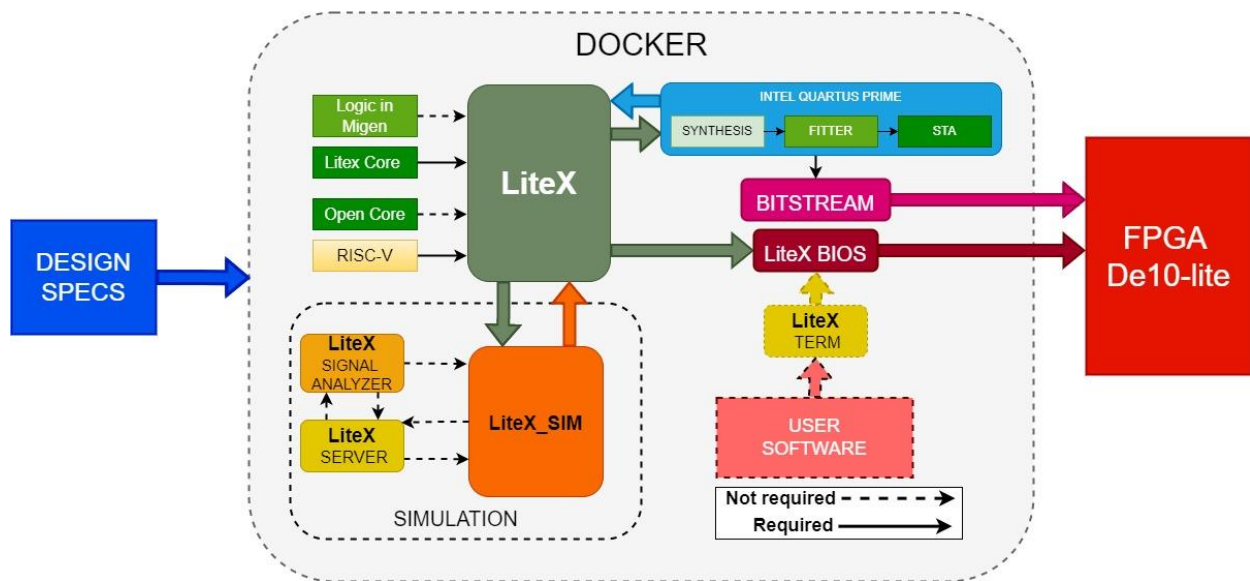 DOCKER
Logic in
Migen
Litex Core
Open Core
RISC-V
LiteX
INTEL QUARTUS PRIME
SYNTHESIS
FITTER
STA
BITSTREAM
LiteX BIOS
FPGA
De10-lite
DESIGN
SPECS
LiteX
TERM
LiteX
SIGNAL
ANALYZER
LiteX
SERVER
LiteX_SIM
SIMULATION
USER
SOFTWARE
Not required
Required